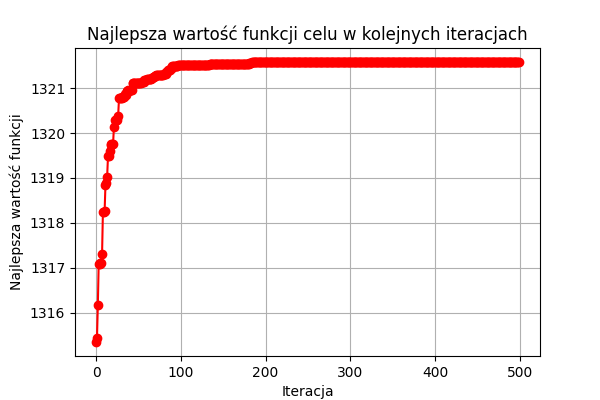 Najlepsza wartość funkcji celu w kolejnych iteracjach
Najlepsza wartość funkcji
1321
1320
1319
1318
1317
1316
0 100 200 300 400 500
Iteracja